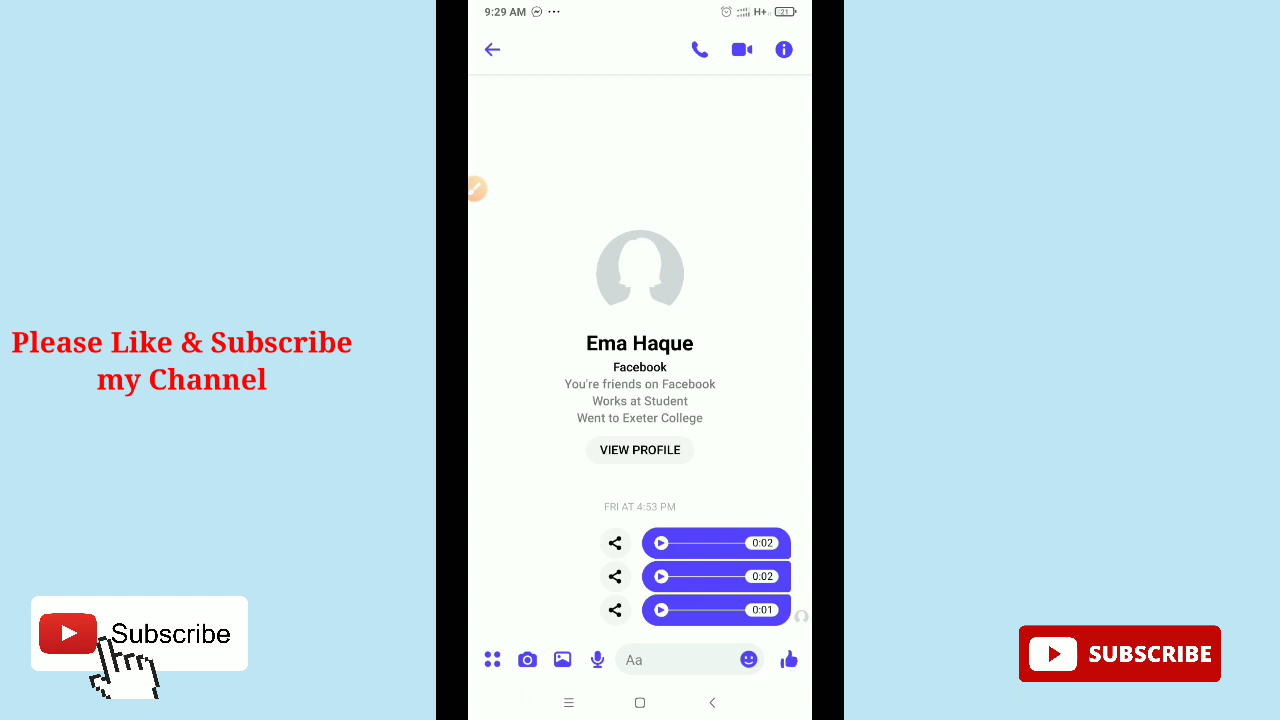 9:29 AM
H+
21
Ema Haque
Facebook
You're friends on Facebook
Works at Student
Went to Exeter College
VIEW PROFILE
FRI AT 4:53 PM
0:02
0:02
0:01
Aa
Please Like & Subscribe
my Channel
Subscribe
SUBSCRIBE